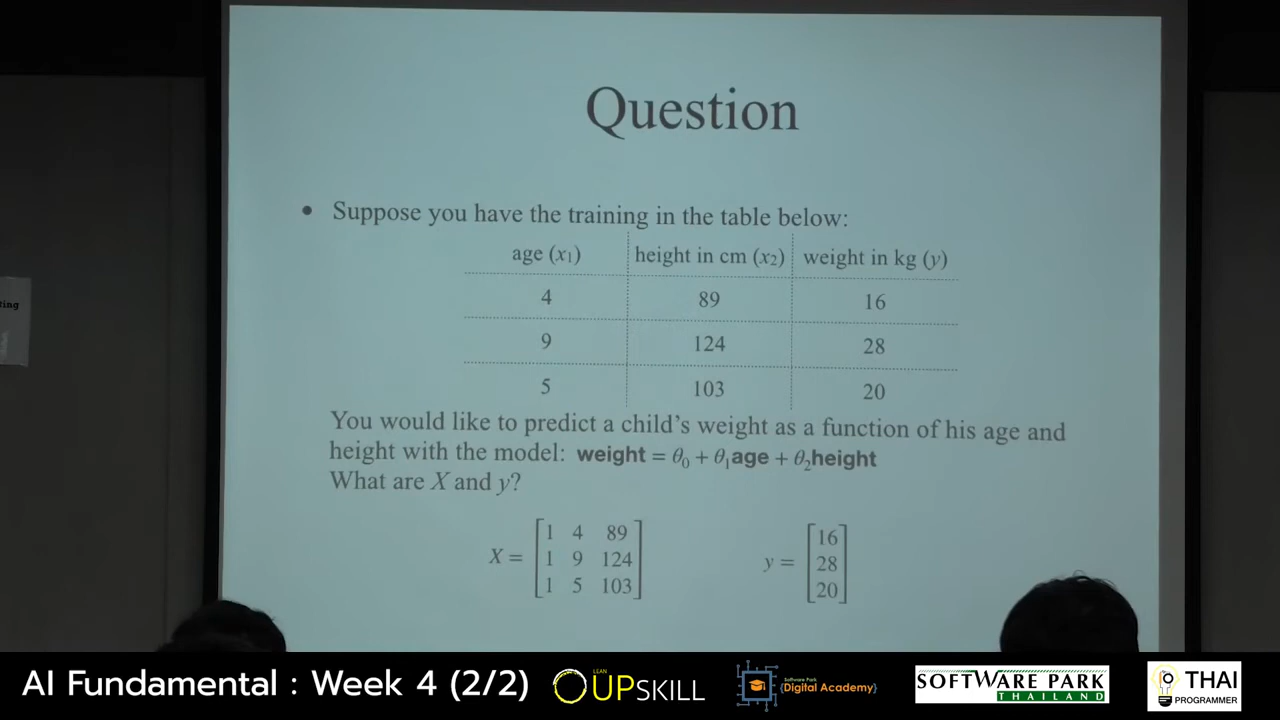 Question
• Suppose you have the training in the table below:
age (x₁) height in cm (x₂) weight in kg (y)
4 89 16
9 124 28
5 103 20
You would like to predict a child’s weight as a function of his age and
height with the model: weight = θ₀ + θ₁age + θ₂height
What are X and y?
X = [1 4 89
1 9 124
1 5 103]
y = [16
28
20]
ting
AI Fundamental : Week 4 (2/2)
LEAN
UPSKILL
Software Park
{Digital Academy}
SOFTWARE PARK
THAILAND
THAI
PROGRAMMER